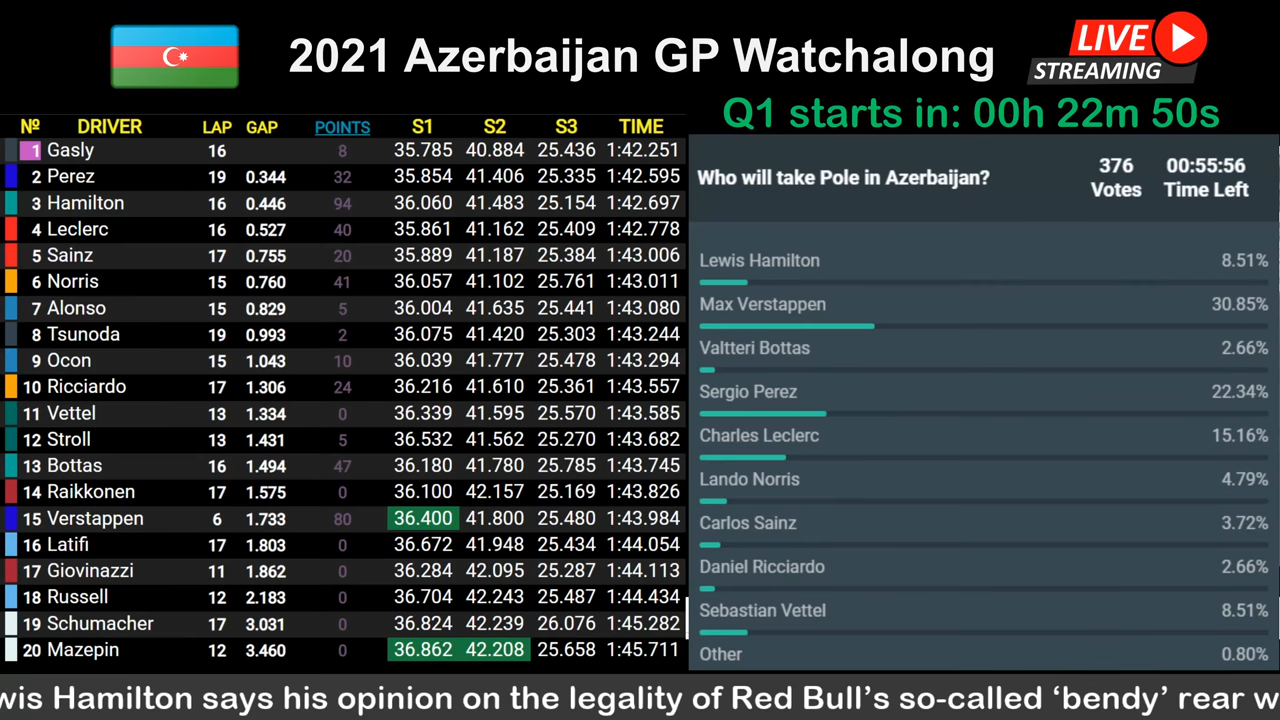 2021 Azerbaijan GP Watchalong
LIVE
STREAMING
Q1 starts in: 00h 22m 50s
Nº DRIVER LAP GAP POINTS S1 S2 S3 TIME
1 Gasly 16 8 35.785 40.884 25.436 1:42.251
2 Perez 19 0.344 32 35.854 41.406 25.335 1:42.595
3 Hamilton 16 0.446 94 36.060 41.483 25.154 1:42.697
4 Leclerc 16 0.527 40 35.861 41.162 25.409 1:42.778
5 Sainz 17 0.755 20 35.889 41.187 25.384 1:43.006
6 Norris 15 0.760 41 36.057 41.102 25.761 1:43.011
7 Alonso 15 0.829 5 36.004 41.635 25.441 1:43.080
8 Tsunoda 19 0.993 2 36.075 41.420 25.303 1:43.244
9 Ocon 15 1.043 10 36.039 41.777 25.478 1:43.294
10 Ricciardo 17 1.306 24 36.216 41.610 25.361 1:43.557
11 Vettel 13 1.334 0 36.339 41.595 25.570 1:43.585
12 Stroll 13 1.431 5 36.532 41.562 25.270 1:43.682
13 Bottas 16 1.494 47 36.180 41.780 25.785 1:43.745
14 Raikkonen 17 1.575 0 36.100 42.157 25.169 1:43.826
15 Verstappen 6 1.733 80 36.400 41.800 25.480 1:43.984
16 Latifi 17 1.803 0 36.672 41.948 25.434 1:44.054
17 Giovinazzi 11 1.862 0 36.284 42.095 25.287 1:44.113
18 Russell 12 2.183 0 36.704 42.243 25.487 1:44.434
19 Schumacher 17 3.031 0 36.824 42.239 26.076 1:45.282
20 Mazepin 12 3.460 0 36.862 42.208 25.658 1:45.711
Who will take Pole in Azerbaijan?
376 00:55:56
Votes Time Left
Lewis Hamilton 8.51%
Max Verstappen 30.85%
Valtteri Bottas 2.66%
Sergio Perez 22.34%
Charles Leclerc 15.16%
Lando Norris 4.79%
Carlos Sainz 3.72%
Daniel Ricciardo 2.66%
Sebastian Vettel 8.51%
Other 0.80%
wis Hamilton says his opinion on the legality of Red Bull’s so-called ‘bendy’ rear w